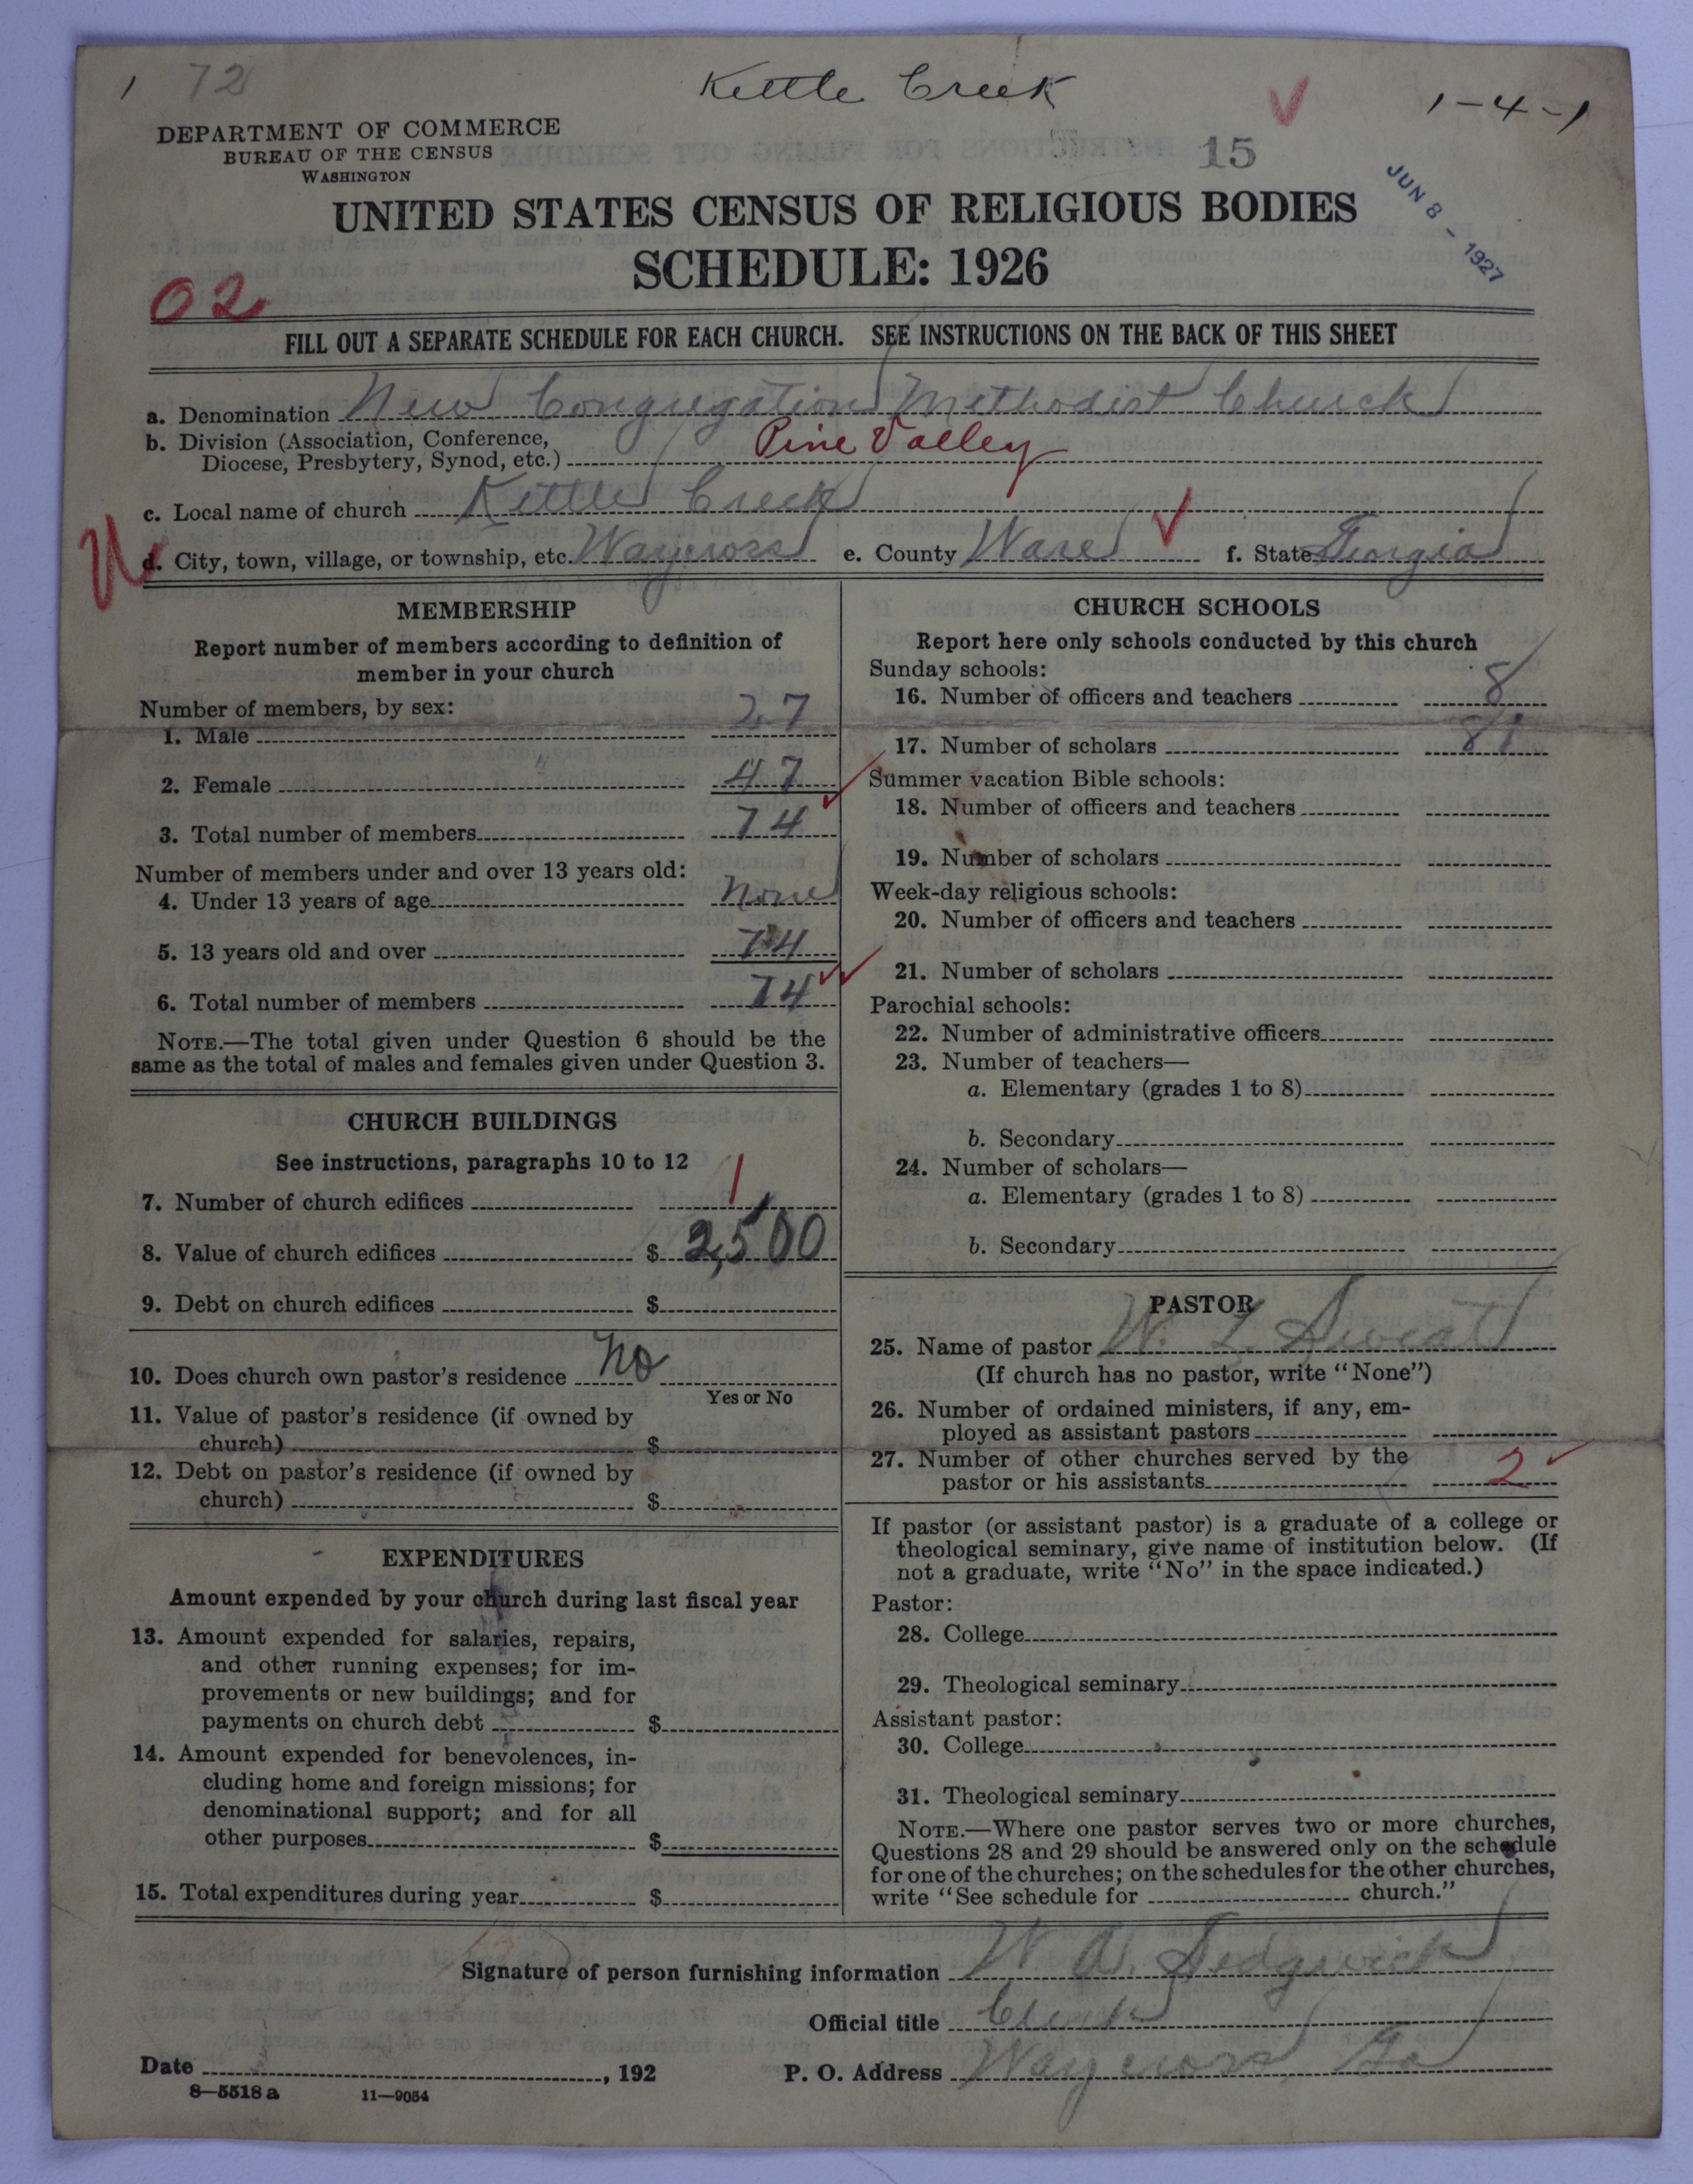 1 72 Kettle Creek 1-4-1
DEPARTMENT OF COMMERCE
BUREAU OF THE CENSUS
WASHINGTON
15
JUN 8 - 1927
UNITED STATES CENSUS OF RELIGIOUS BODIES
SCHEDULE: 1926
02
FILL OUT A SEPARATE SCHEDULE FOR EACH CHURCH. SEE INSTRUCTIONS ON THE BACK OF THIS SHEET
a. Denomination New Congregation Methodist Church
b. Division (Association, Conference,
Diocese, Presbytery, Synod, etc.) Pine Valley
c. Local name of church Kettle Creek
d. City, town, village, or township, etc. Waycross e. County Ware f. State Georgia
MEMBERSHIP
Report number of members according to definition of
member in your church
Number of members, by sex:
1. Male 27
2. Female 47
3. Total number of members 74
Number of members under and over 13 years old:
4. Under 13 years of age None
5. 13 years old and over 74
6. Total number of members 74
NOTE.—The total given under Question 6 should be the
same as the total of males and females given under Question 3.
CHURCH BUILDINGS
See instructions, paragraphs 10 to 12
7. Number of church edifices 1
8. Value of church edifices $ 2,500
9. Debt on church edifices $
10. Does church own pastor's residence No
Yes or No
11. Value of pastor's residence (if owned by
church) $
12. Debt on pastor's residence (if owned by
church) $
EXPENDITURES
Amount expended by your church during last fiscal year
13. Amount expended for salaries, repairs,
and other running expenses; for im-
provements or new buildings; and for
payments on church debt $
14. Amount expended for benevolences, in-
cluding home and foreign missions; for
denominational support; and for all
other purposes $
15. Total expenditures during year $
CHURCH SCHOOLS
Report here only schools conducted by this church
Sunday schools:
16. Number of officers and teachers 8
17. Number of scholars 81
Summer vacation Bible schools:
18. Number of officers and teachers
19. Number of scholars
Week-day religious schools:
20. Number of officers and teachers
21. Number of scholars
Parochial schools:
22. Number of administrative officers
23. Number of teachers—
a. Elementary (grades 1 to 8)
b. Secondary
24. Number of scholars—
a. Elementary (grades 1 to 8)
b. Secondary
PASTOR
25. Name of pastor W. L. Sweat
(If church has no pastor, write "None")
26. Number of ordained ministers, if any, em-
ployed as assistant pastors
27. Number of other churches served by the
pastor or his assistants 2
If pastor (or assistant pastor) is a graduate of a college or
theological seminary, give name of institution below. (If
not a graduate, write "No" in the space indicated.)
Pastor:
28. College
29. Theological seminary
Assistant pastor:
30. College
31. Theological seminary
NOTE.—Where one pastor serves two or more churches,
Questions 28 and 29 should be answered only on the schedule
for one of the churches; on the schedules for the other churches,
write "See schedule for church."
Signature of person furnishing information W. A. Sedgwick
Official title Clerk
Date , 192 P. O. Address Waycross Ga
8—5518 a 11—9054